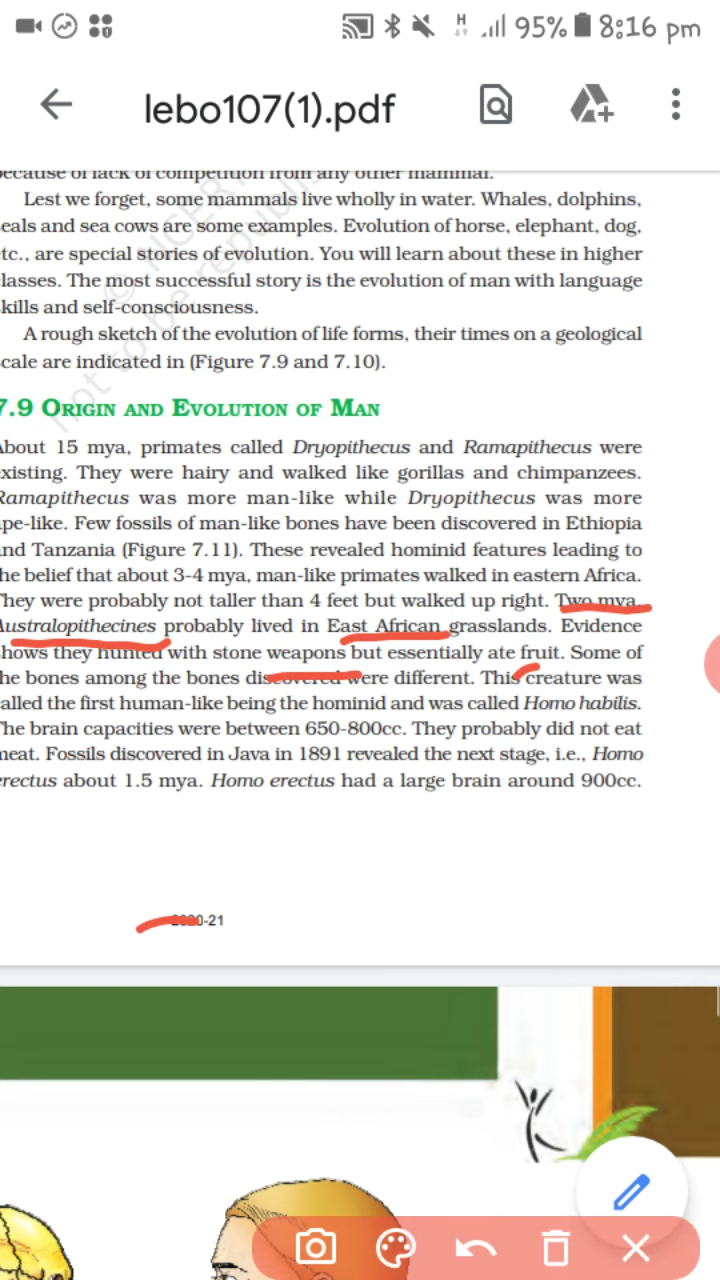 H 95% 8:16 pm
lebo107(1).pdf
because of lack of competition from any other mammal.
Lest we forget, some mammals live wholly in water. Whales, dolphins,
eals and sea cows are some examples. Evolution of horse, elephant, dog,
tc., are special stories of evolution. You will learn about these in higher
lasses. The most successful story is the evolution of man with language
kills and self-consciousness.
A rough sketch of the evolution of life forms, their times on a geological
cale are indicated in (Figure 7.9 and 7.10).
7.9 ORIGIN AND EVOLUTION OF MAN
About 15 mya, primates called Dryopithecus and Ramapithecus were
existing. They were hairy and walked like gorillas and chimpanzees.
Ramapithecus was more man-like while Dryopithecus was more
ape-like. Few fossils of man-like bones have been discovered in Ethiopia
and Tanzania (Figure 7.11). These revealed hominid features leading to
the belief that about 3-4 mya, man-like primates walked in eastern Africa.
They were probably not taller than 4 feet but walked up right. Two mya,
Australopithecines probably lived in East African grasslands. Evidence
shows they hunted with stone weapons but essentially ate fruit. Some of
the bones among the bones discovered were different. This creature was
called the first human-like being the hominid and was called Homo habilis.
The brain capacities were between 650-800cc. They probably did not eat
meat. Fossils discovered in Java in 1891 revealed the next stage, i.e., Homo
erectus about 1.5 mya. Homo erectus had a large brain around 900cc.
2020-21
© NCERT
not to be republi